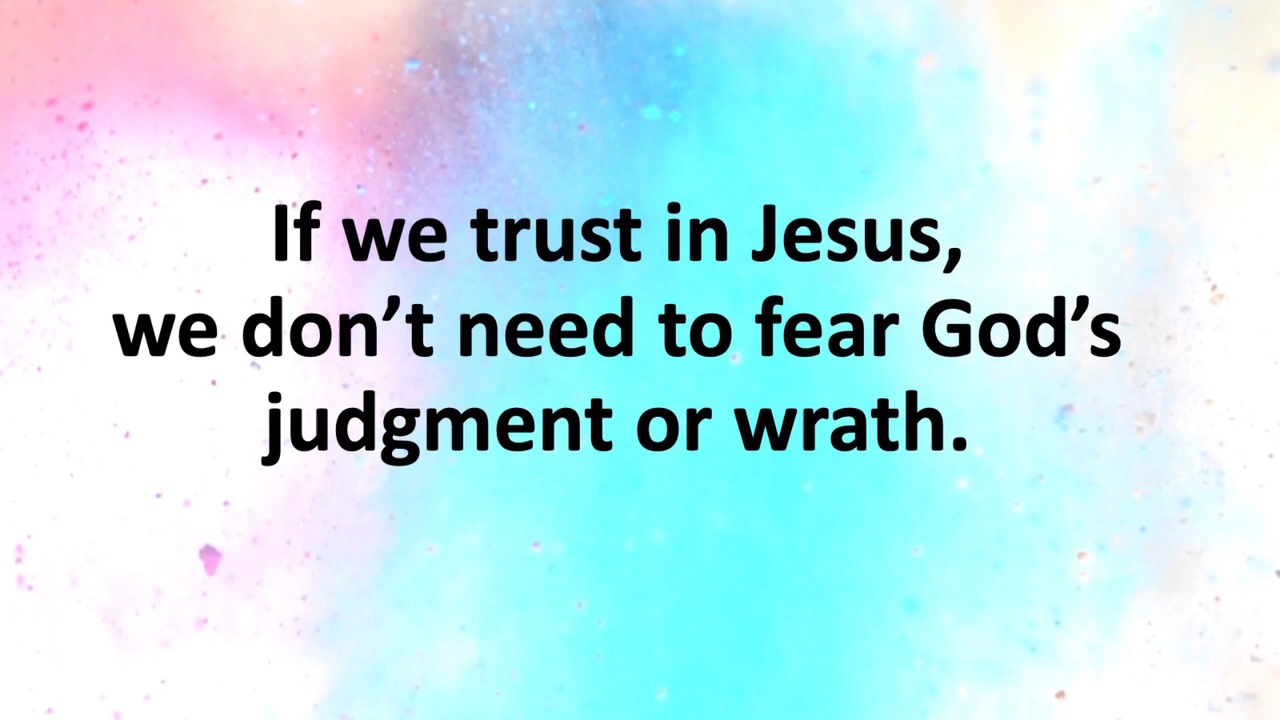 If we trust in Jesus,
we don’t need to fear God’s
judgment or wrath.